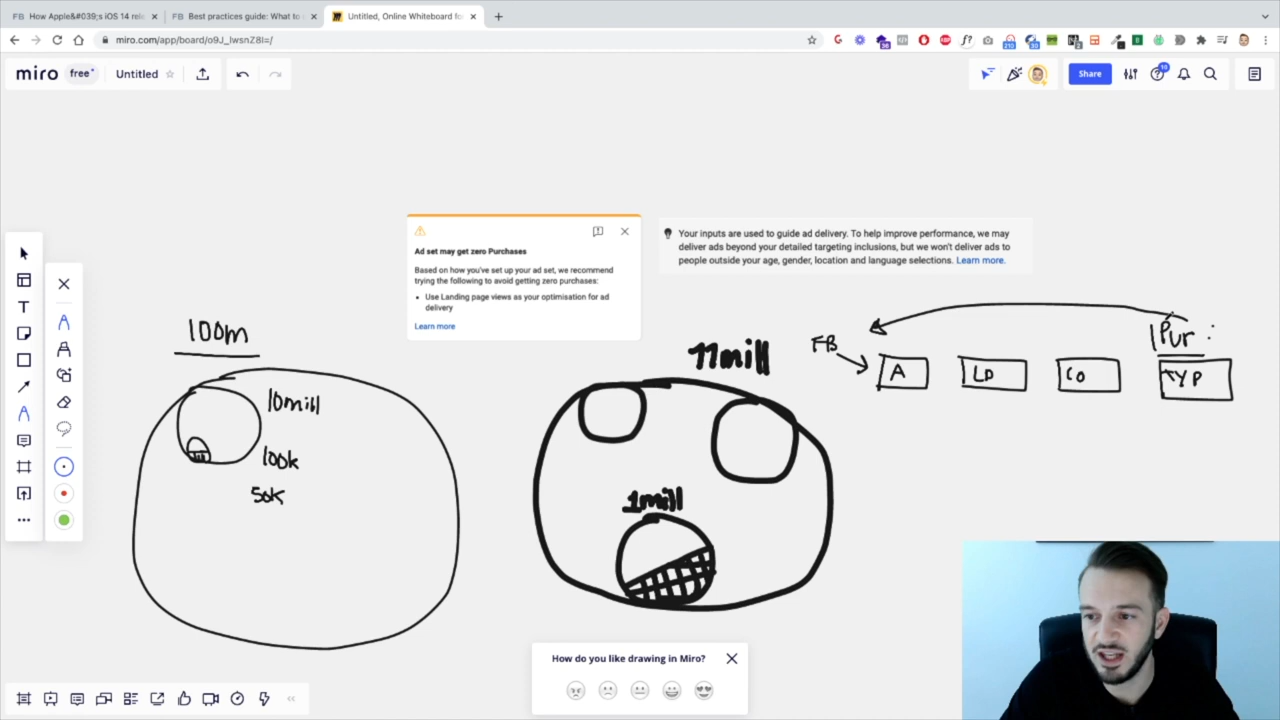 FB How Apple&#039;s iOS 14 rel
FB Best practices guide: What to
Untitled, Online Whiteboard fo
miro.com/app/board/o9J_lwsnZ8I=/
miro free
Untitled
Share
10
Ad set may get zero Purchases
Based on how you've set up your ad set, we recommend
trying the following to avoid getting zero purchases:
• Use Landing page views as your optimisation for ad
delivery
Learn more
Your inputs are used to guide ad delivery. To help improve performance, we may
deliver ads beyond your detailed targeting inclusions, but we won't deliver ads to
people outside your age, gender, location and language selections. Learn more.
100m
10mill
100k
50k
11mill
1mill
FB
1Pur :
A
LP
CO
TYP
How do you like drawing in Miro?